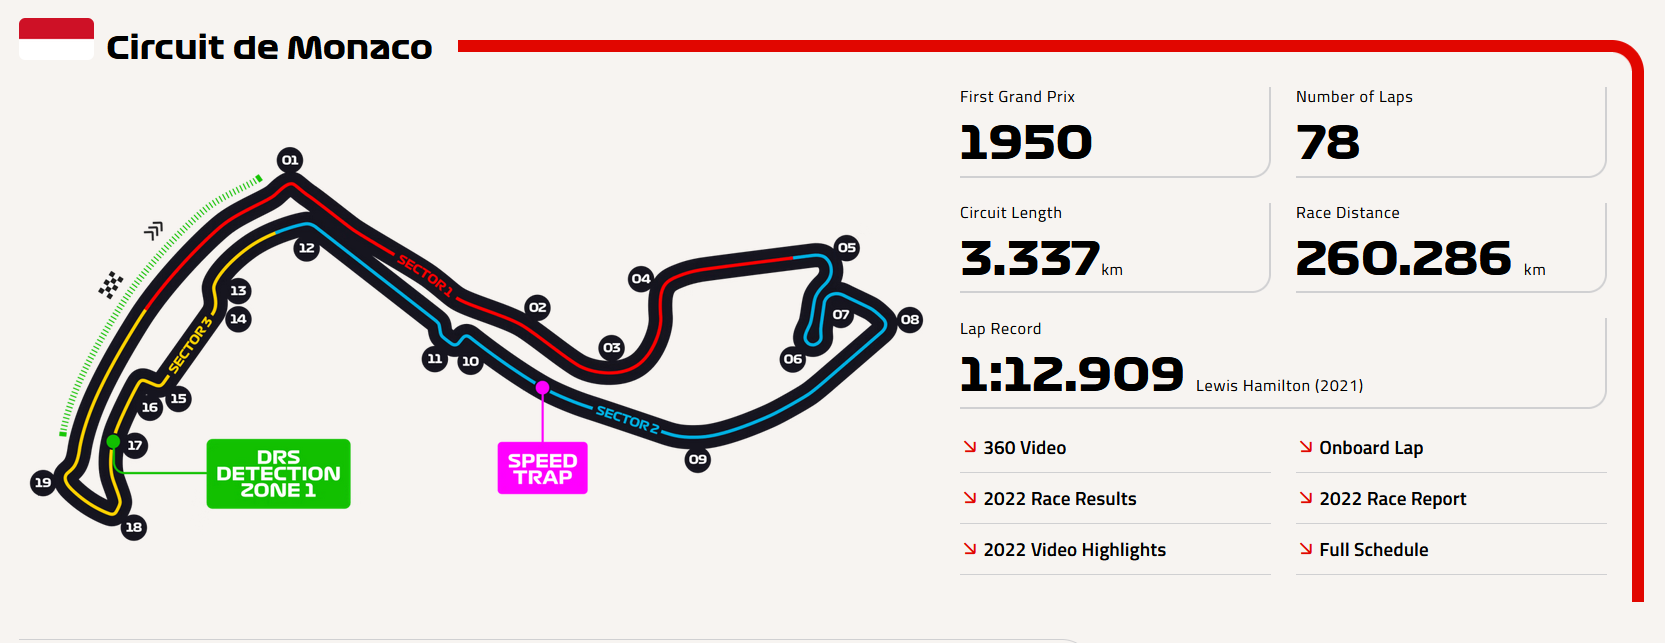 Circuit de Monaco
01
02
03
04
05
06
07
08
09
10
11
12
13
14
15
16
17
18
19
SECTOR 1
SECTOR 2
SECTOR 3
DRS
DETECTION
ZONE 1
SPEED
TRAP
First Grand Prix
1950
Number of Laps
78
Circuit Length
3.337 km
Race Distance
260.286 km
Lap Record
1:12.909 Lewis Hamilton (2021)
360 Video
Onboard Lap
2022 Race Results
2022 Race Report
2022 Video Highlights
Full Schedule